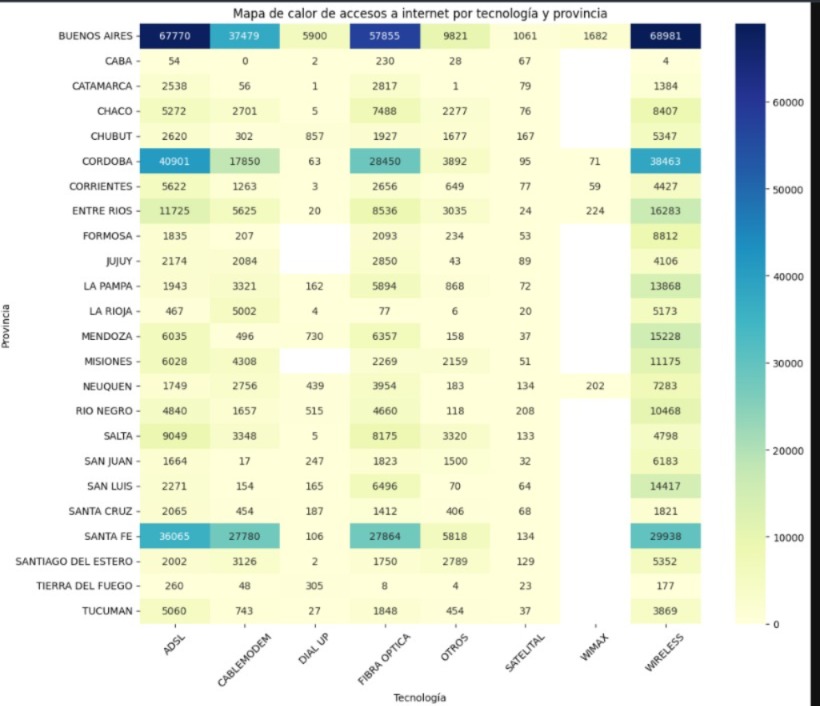 Mapa de calor de accesos a internet por tecnología y provincia
BUENOS AIRES 67770 37479 5900 57855 9821 1061 1682 68981
CABA 54 0 2 230 28 67 4
CATAMARCA 2538 56 1 2817 1 79 1384
CHACO 5272 2701 5 7488 2277 76 8407
CHUBUT 2620 302 857 1927 1677 167 5347
CORDOBA 40901 17850 63 28450 3892 95 71 38463
CORRIENTES 5622 1263 3 2656 649 77 59 4427
ENTRE RIOS 11725 5625 20 8536 3035 24 224 16283
FORMOSA 1835 207 2093 234 53 8812
JUJUY 2174 2084 2850 43 89 4106
LA PAMPA 1943 3321 162 5894 868 72 13868
LA RIOJA 467 5002 4 77 6 20 5173
MENDOZA 6035 496 730 6357 158 37 15228
MISIONES 6028 4308 2269 2159 51 11175
NEUQUEN 1749 2756 439 3954 183 134 202 7283
RIO NEGRO 4840 1657 515 4660 118 208 10468
SALTA 9049 3348 5 8175 3320 133 4798
SAN JUAN 1664 17 247 1823 1500 32 6183
SAN LUIS 2271 154 165 6496 70 64 14417
SANTA CRUZ 2065 454 187 1412 406 68 1821
SANTA FE 36065 27780 106 27864 5818 134 29938
SANTIAGO DEL ESTERO 2002 3126 2 1750 2789 129 5352
TIERRA DEL FUEGO 260 48 305 8 4 23 177
TUCUMAN 5060 743 27 1848 454 37 3869
ADSL CABLEMODEM DIAL UP FIBRA OPTICA OTROS SATELITAL WIMAX WIRELESS
Tecnología
Provincia
60000
50000
40000
30000
20000
10000
0